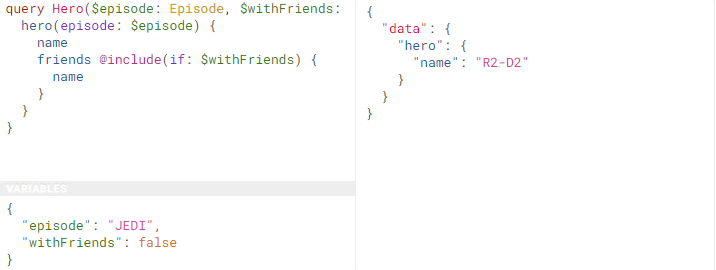 query Hero($episode: Episode, $withFriends:
  hero(episode: $episode) {
    name
    friends @include(if: $withFriends) {
      name
    }
  }
}
VARIABLES
{
  "episode": "JEDI",
  "withFriends": false
}
{
  "data": {
    "hero": {
      "name": "R2-D2"
    }
  }
}